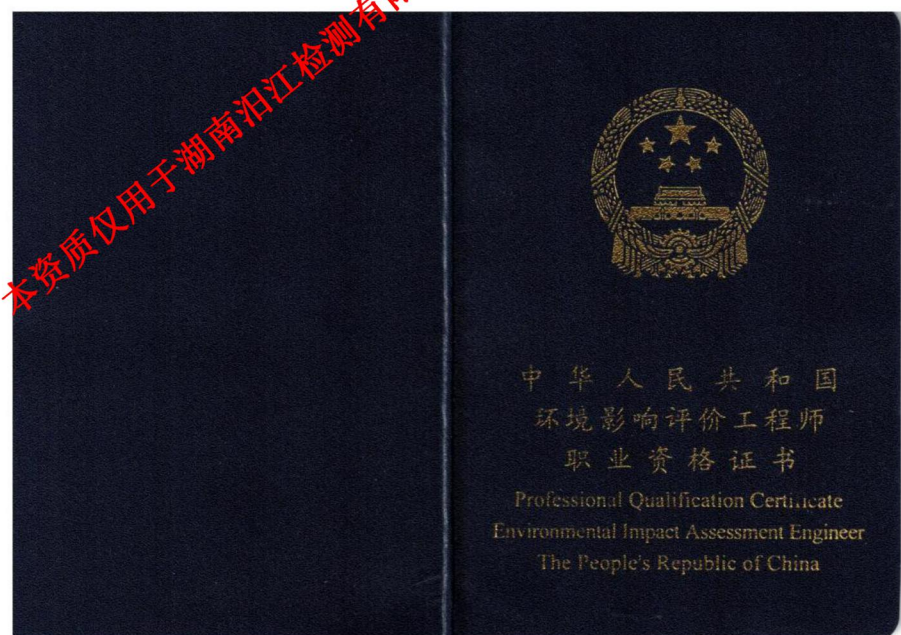 本资质仅用于湖南汨江检测有
中华人民共和国
环境影响评价工程师
职业资格证书
Professional Qualification Certificate
Environmental Impact Assessment Engineer
The People's Republic of China